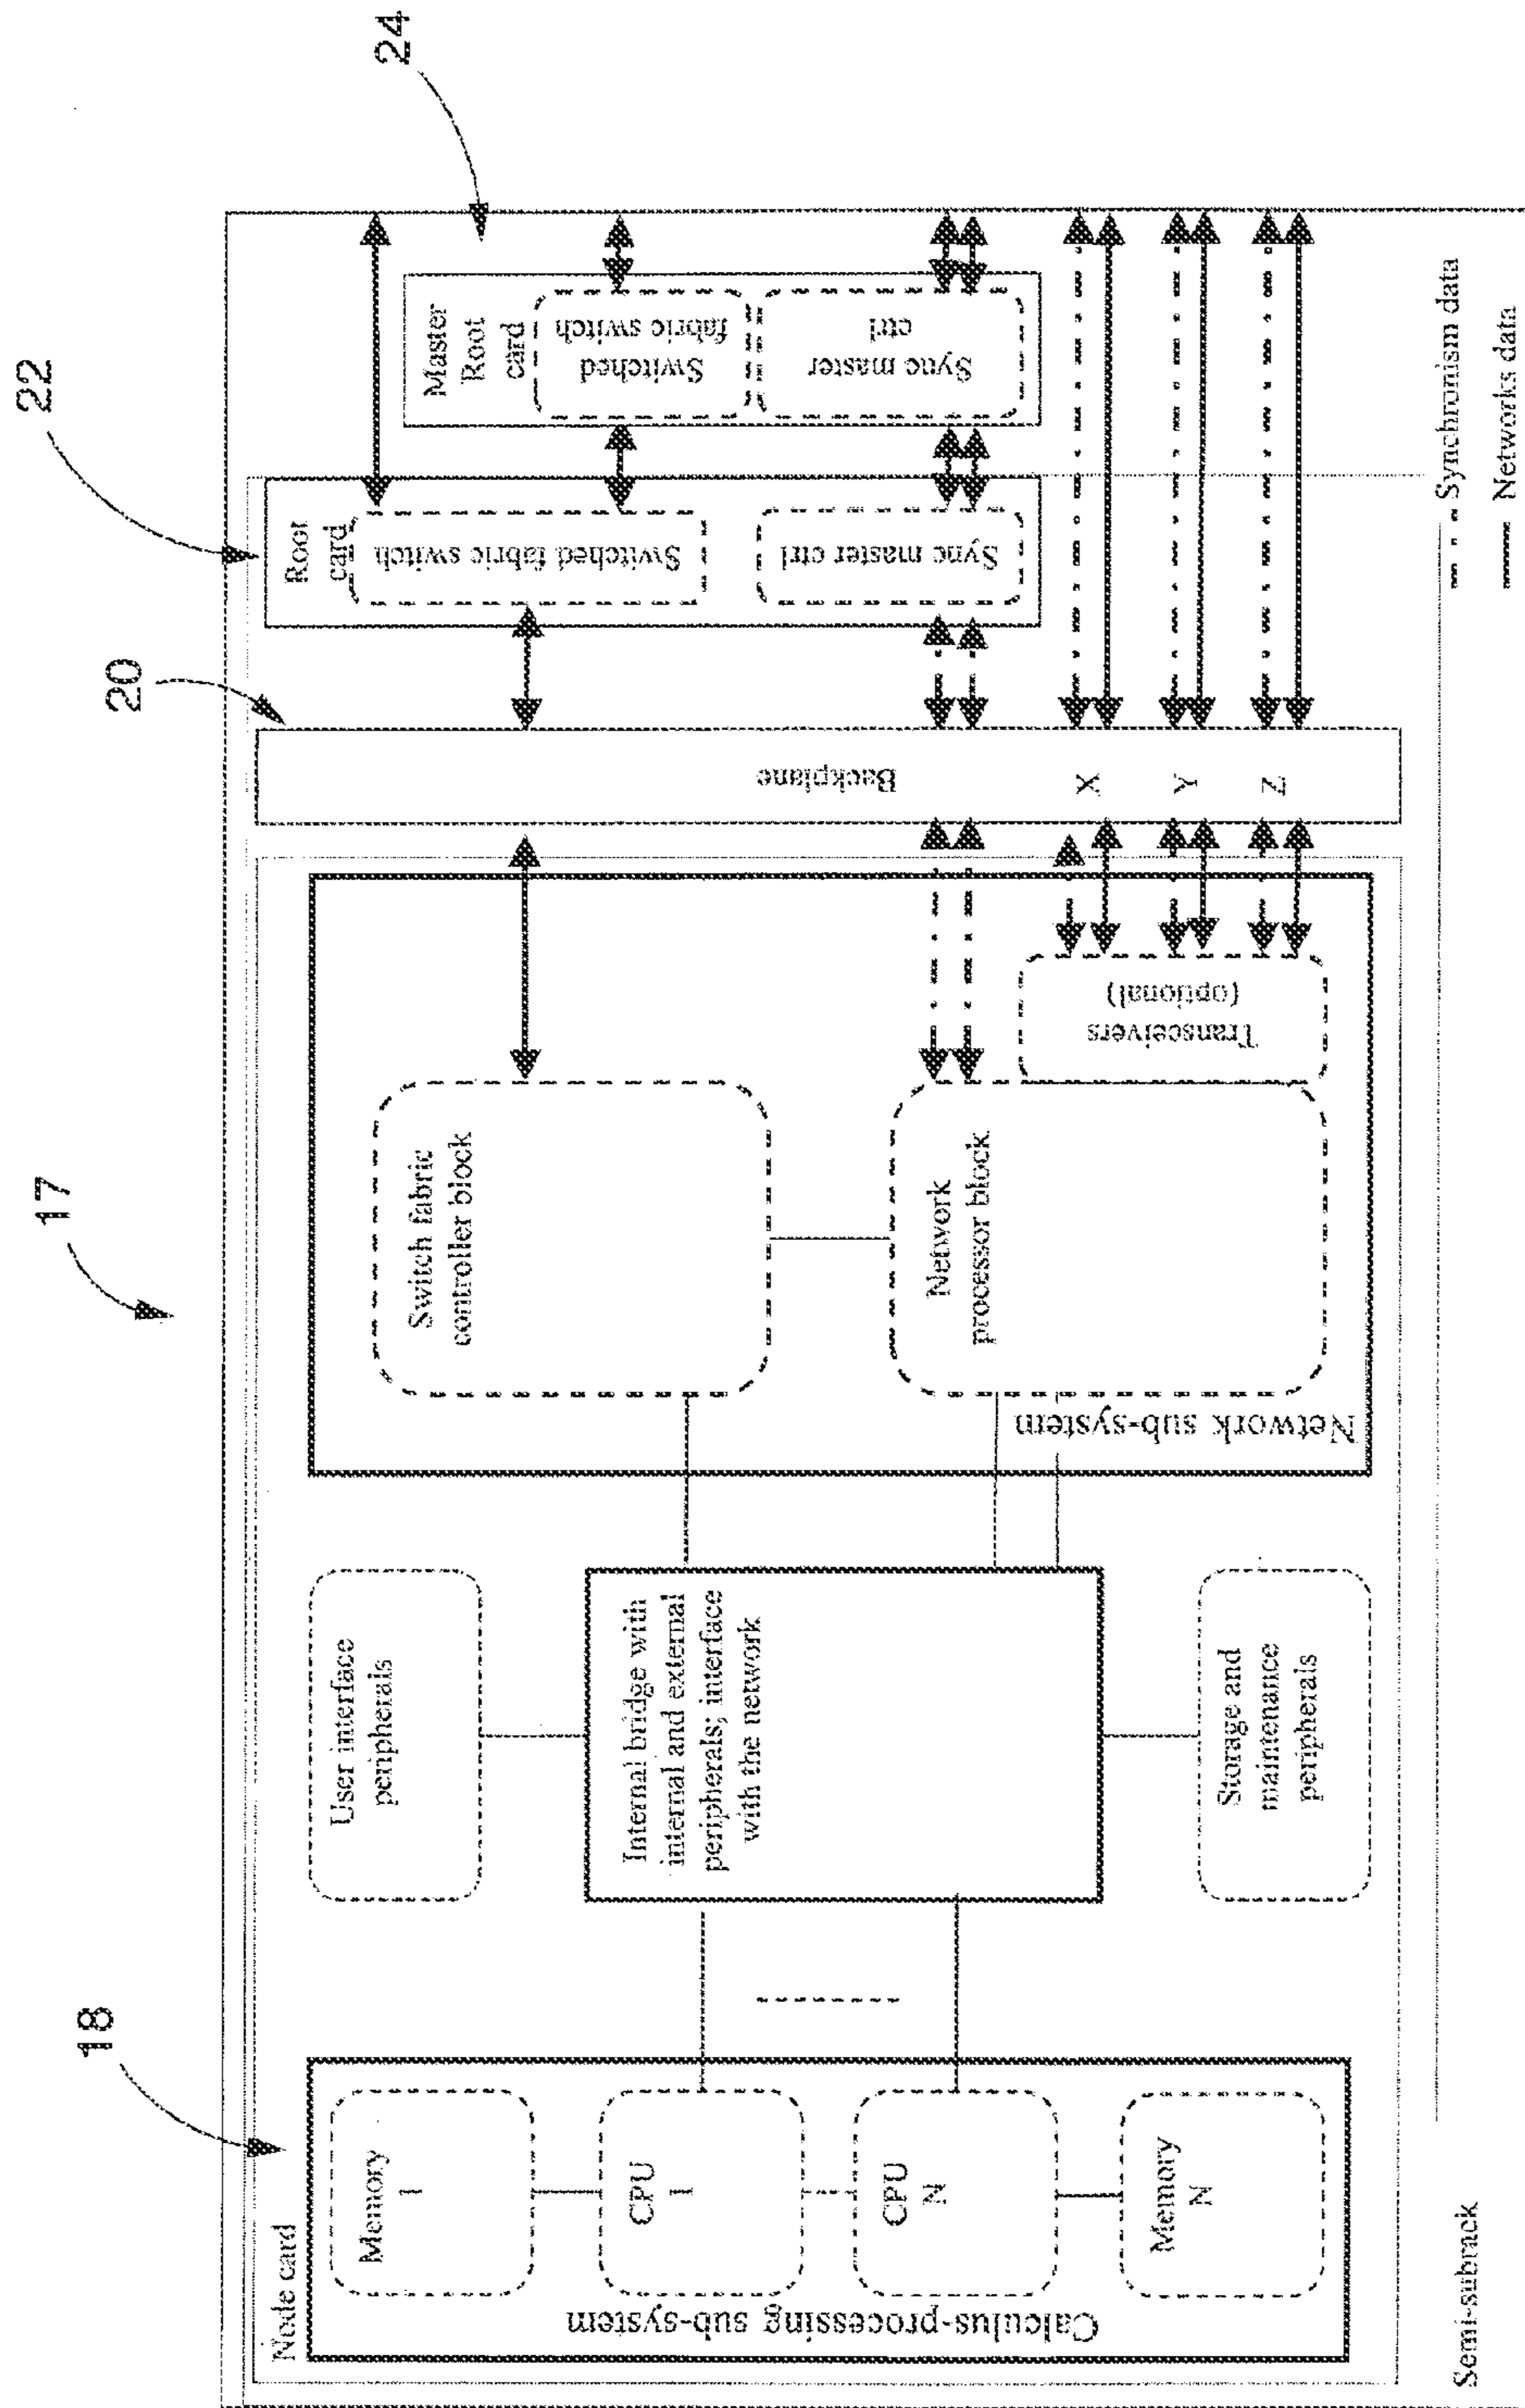 17
18
20
22
24
Node card
Calculus-processing sub-system
Memory
1
CPU
1
CPU
N
Memory
N
User interface
peripherals
Internal bridge with
internal and external
peripherals; interface
with the network
Storage and
maintenance
peripherals
Network sub-system
Switch fabric
controller block
Network
processor block
Transceivers
(optional)
Backplane
X
Y
Z
Root
card
Switched fabric switch
Sync master ctrl
Master
Root
card
Switched
fabric switch
Sync master
ctrl
Semi-subrack
Synchronism data
Networks data